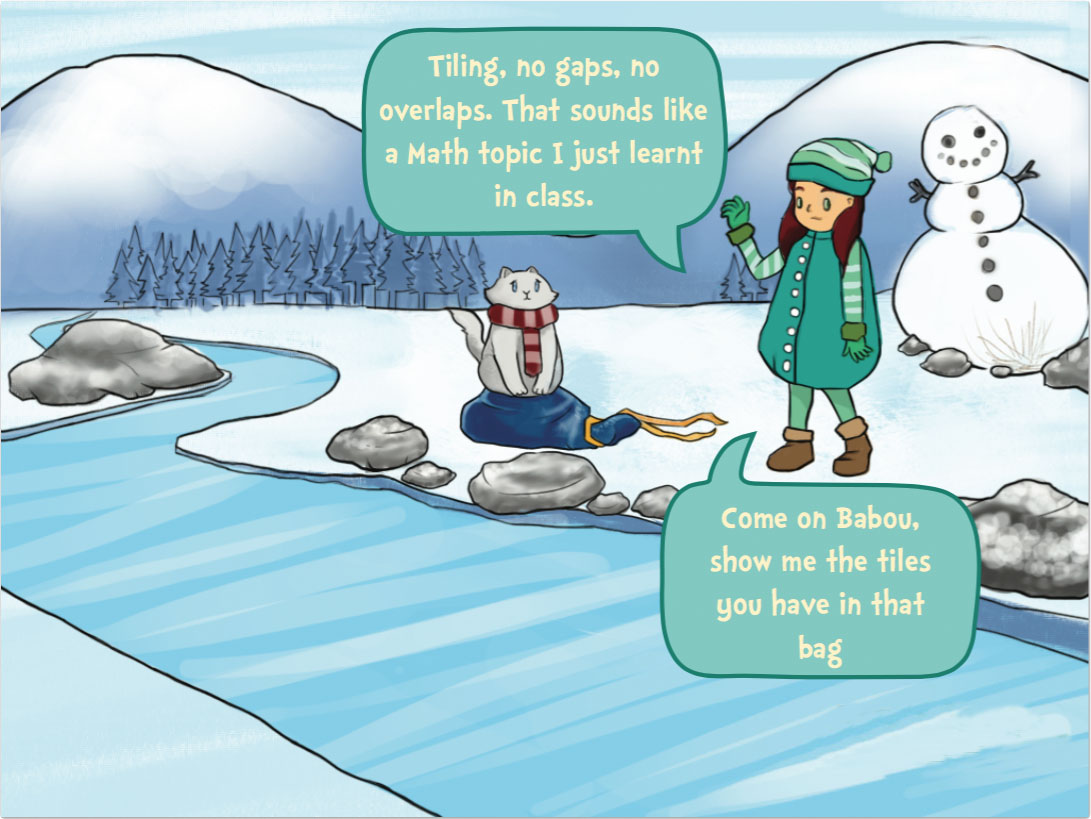 Tiling, no gaps, no
overlaps. That sounds like
a Math topic I just learnt
in class.
Come on Babou,
show me the tiles
you have in that
bag